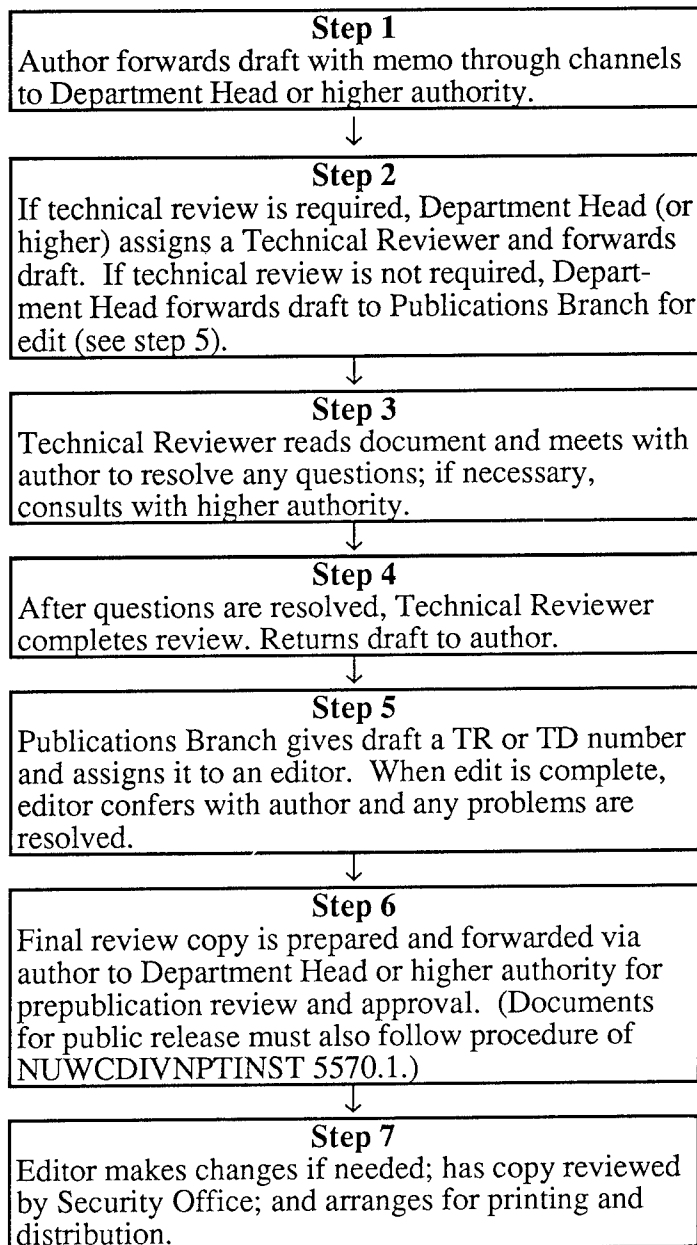 Step 1
Author forwards draft with memo through channels
to Department Head or higher authority.
↓
Step 2
If technical review is required, Department Head (or
higher) assigns a Technical Reviewer and forwards
draft. If technical review is not required, Depart-
ment Head forwards draft to Publications Branch for
edit (see step 5).
↓
Step 3
Technical Reviewer reads document and meets with
author to resolve any questions; if necessary,
consults with higher authority.
↓
Step 4
After questions are resolved, Technical Reviewer
completes review. Returns draft to author.
↓
Step 5
Publications Branch gives draft a TR or TD number
and assigns it to an editor. When edit is complete,
editor confers with author and any problems are
resolved.
↓
Step 6
Final review copy is prepared and forwarded via
author to Department Head or higher authority for
prepublication review and approval. (Documents
for public release must also follow procedure of
NUWCDIVNPTINST 5570.1.)
↓
Step 7
Editor makes changes if needed; has copy reviewed
by Security Office; and arranges for printing and
distribution.